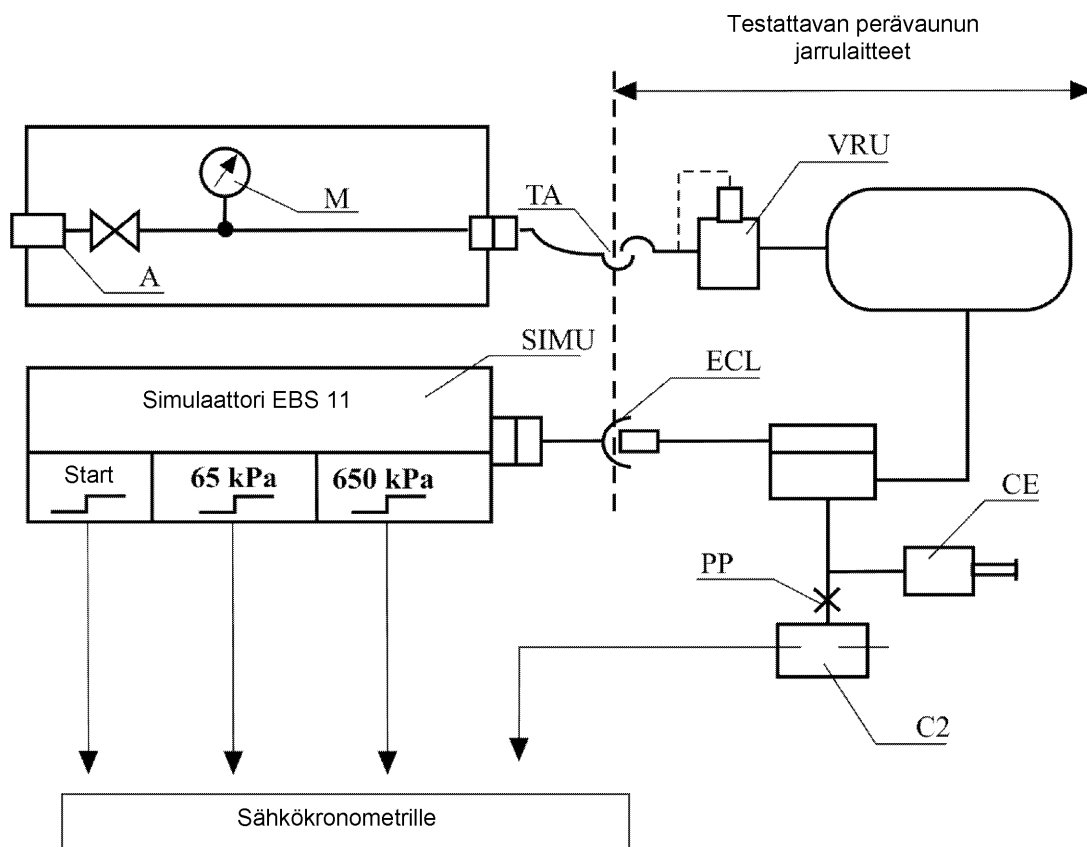 Testattavan perävaunun
jarrulaitteet
VRU
M
TA
A
SIMU
ECL
Simulaattori EBS 11
Start
65 kPa
650 kPa
CE
PP
C2
Sähkökronometrille